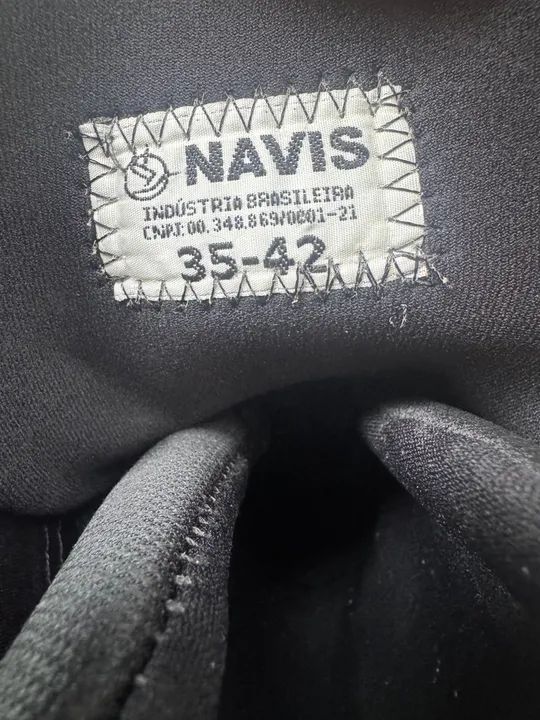 NAVIS
INDÚSTRIA BRASILEIRA
CNPJ:00.348.869/0001-21
35-42